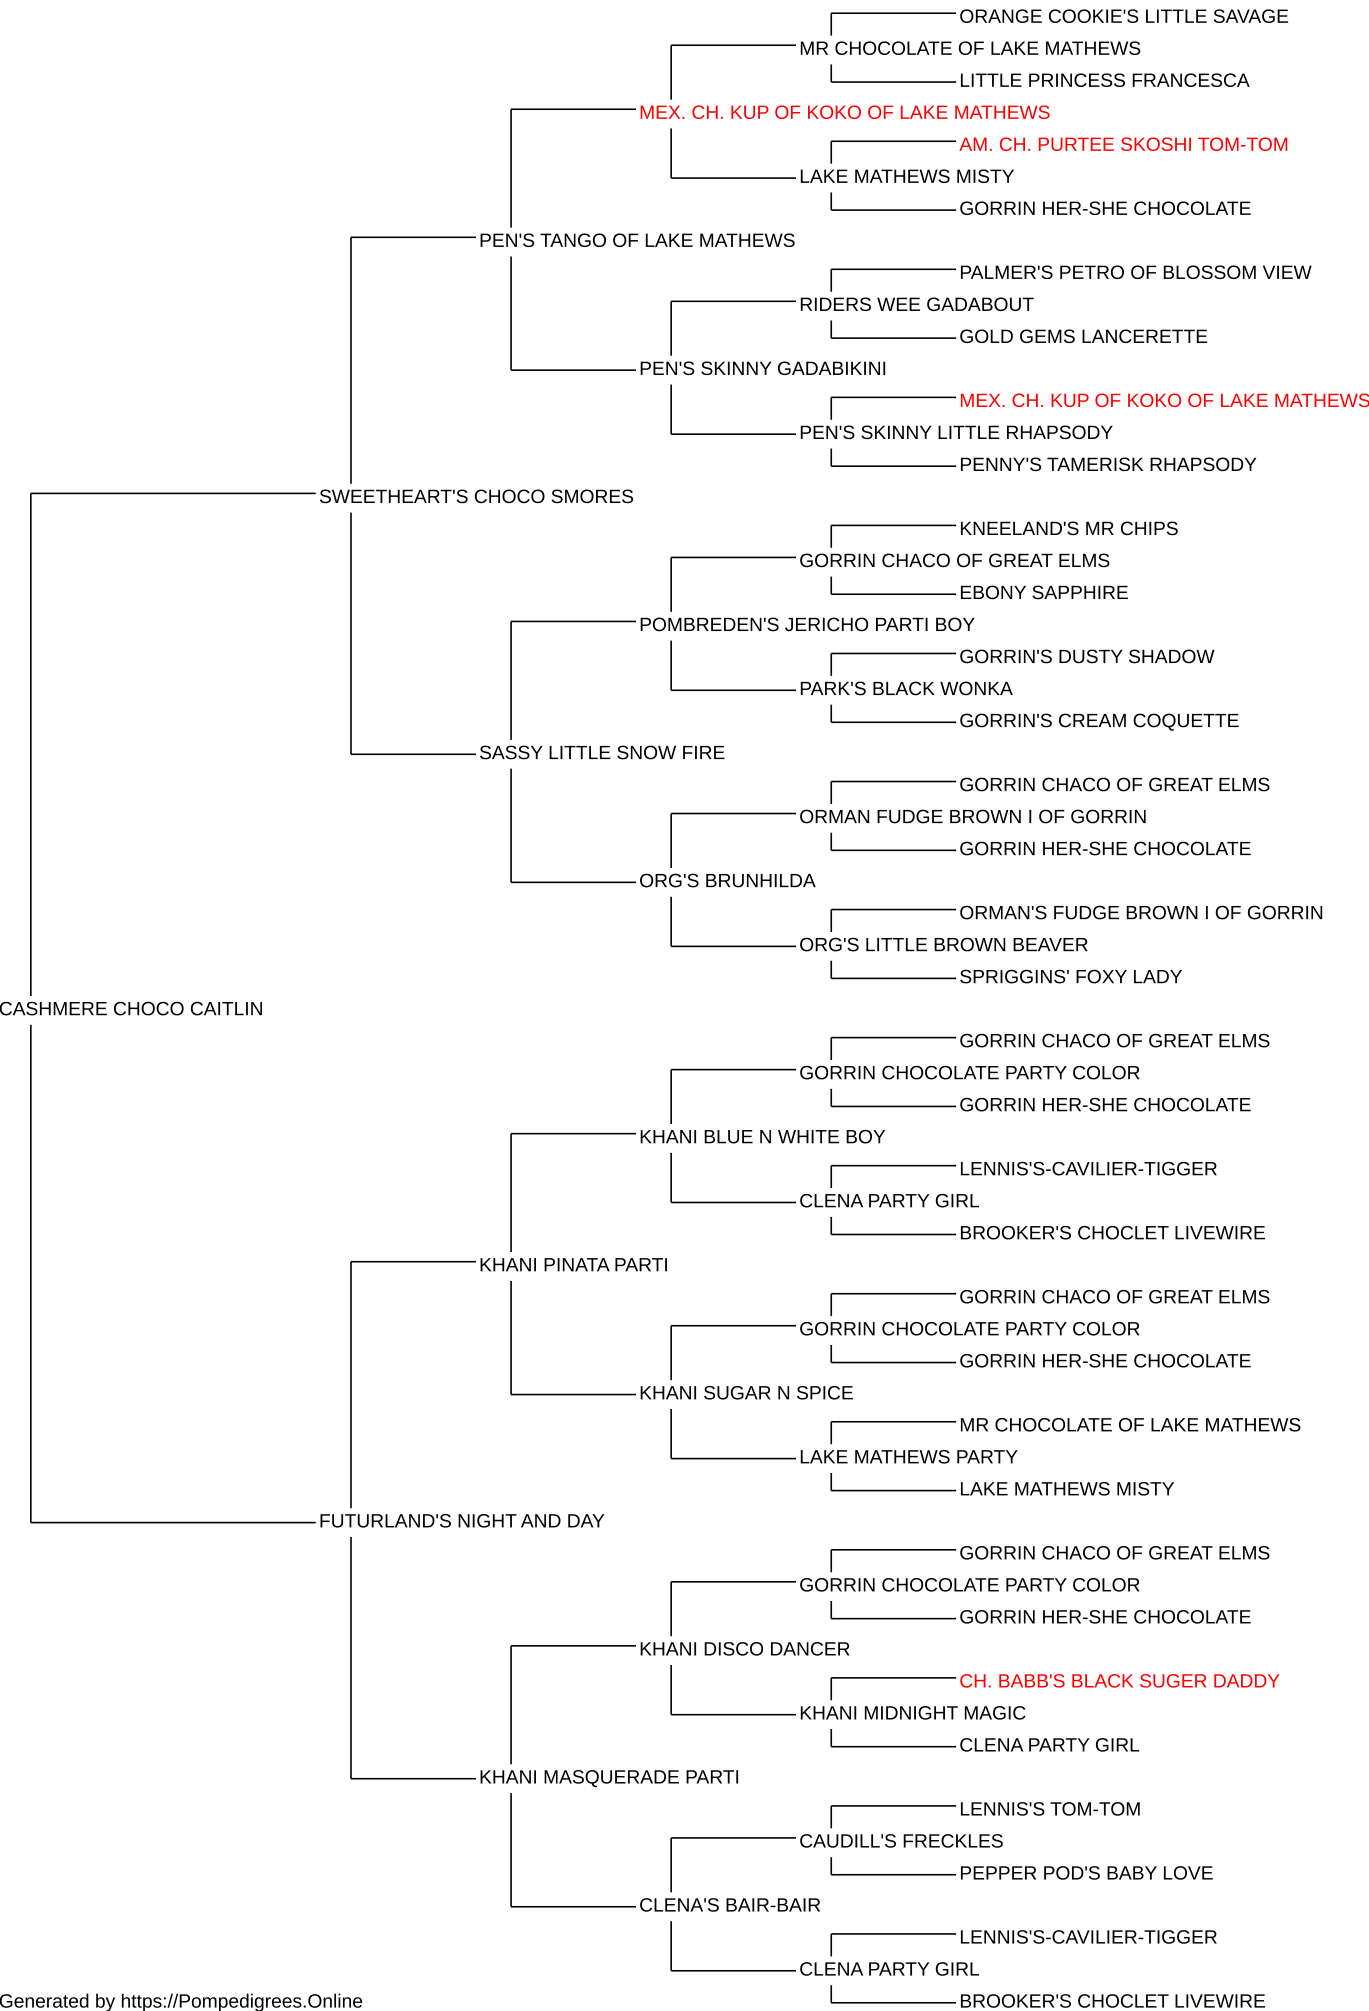 ORANGE COOKIE'S LITTLE SAVAGE
MR CHOCOLATE OF LAKE MATHEWS
LITTLE PRINCESS FRANCESCA
MEX. CH. KUP OF KOKO OF LAKE MATHEWS
AM. CH. PURTEE SKOSHI TOM-TOM
LAKE MATHEWS MISTY
GORRIN HER-SHE CHOCOLATE
PEN'S TANGO OF LAKE MATHEWS
PALMER'S PETRO OF BLOSSOM VIEW
RIDERS WEE GADABOUT
GOLD GEMS LANCERETTE
PEN'S SKINNY GADABIKINI
MEX. CH. KUP OF KOKO OF LAKE MATHEWS
PEN'S SKINNY LITTLE RHAPSODY
PENNY'S TAMERISK RHAPSODY
SWEETHEART'S CHOCO SMORES
KNEELAND'S MR CHIPS
GORRIN CHACO OF GREAT ELMS
EBONY SAPPHIRE
POMBREDEN'S JERICHO PARTI BOY
GORRIN'S DUSTY SHADOW
PARK'S BLACK WONKA
GORRIN'S CREAM COQUETTE
SASSY LITTLE SNOW FIRE
GORRIN CHACO OF GREAT ELMS
ORMAN FUDGE BROWN I OF GORRIN
GORRIN HER-SHE CHOCOLATE
ORG'S BRUNHILDA
ORMAN'S FUDGE BROWN I OF GORRIN
ORG'S LITTLE BROWN BEAVER
SPRIGGINS' FOXY LADY
CASHMERE CHOCO CAITLIN
GORRIN CHACO OF GREAT ELMS
GORRIN CHOCOLATE PARTY COLOR
GORRIN HER-SHE CHOCOLATE
KHANI BLUE N WHITE BOY
LENNIS'S-CAVILIER-TIGGER
CLENA PARTY GIRL
BROOKER'S CHOCLET LIVEWIRE
KHANI PINATA PARTI
GORRIN CHACO OF GREAT ELMS
GORRIN CHOCOLATE PARTY COLOR
GORRIN HER-SHE CHOCOLATE
KHANI SUGAR N SPICE
MR CHOCOLATE OF LAKE MATHEWS
LAKE MATHEWS PARTY
LAKE MATHEWS MISTY
FUTURLAND'S NIGHT AND DAY
GORRIN CHACO OF GREAT ELMS
GORRIN CHOCOLATE PARTY COLOR
GORRIN HER-SHE CHOCOLATE
KHANI DISCO DANCER
CH. BABB'S BLACK SUGER DADDY
KHANI MIDNIGHT MAGIC
CLENA PARTY GIRL
KHANI MASQUERADE PARTI
LENNIS'S TOM-TOM
CAUDILL'S FRECKLES
PEPPER POD'S BABY LOVE
CLENA'S BAIR-BAIR
LENNIS'S-CAVILIER-TIGGER
CLENA PARTY GIRL
BROOKER'S CHOCLET LIVEWIRE
Generated by https://Pompedigrees.Online